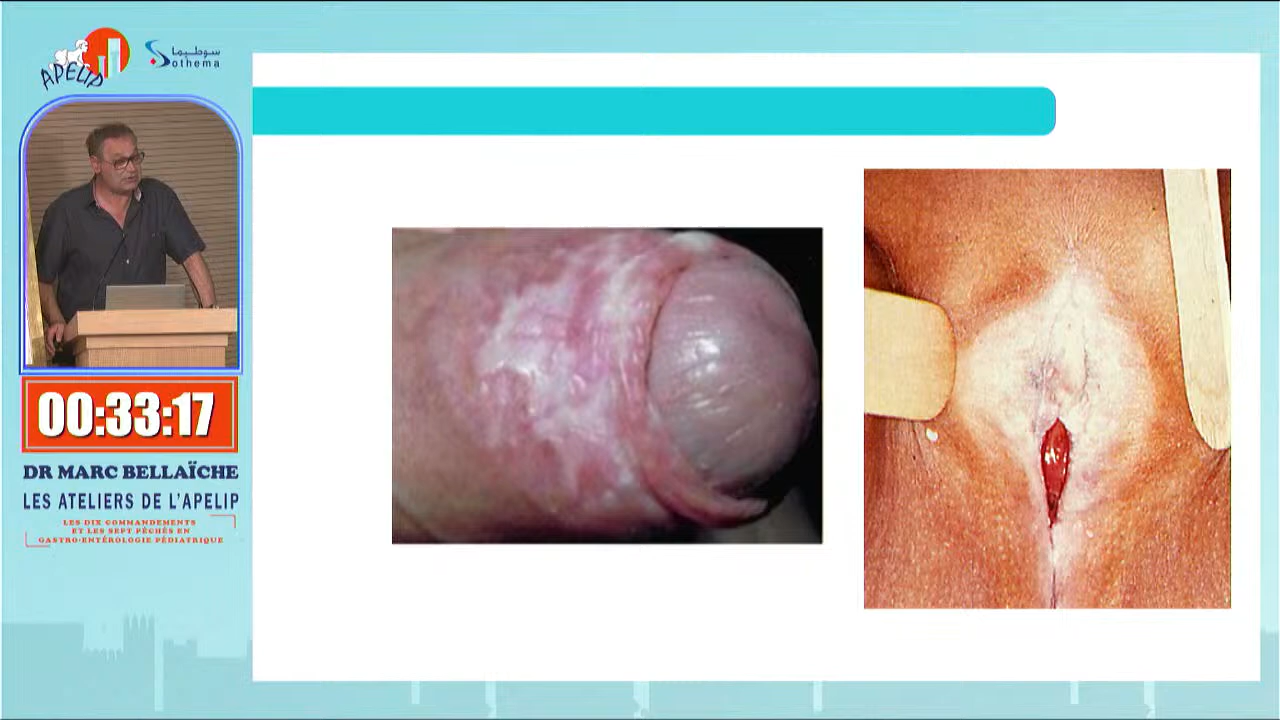 APELIP
سوطيما
Sothema
00:33:17
DR MARC BELLAÏCHE
LES ATELIERS DE L'APELIP
LES DIX COMMANDEMENTS
ET LES SEPT PÉCHÉS EN
GASTRO-ENTÉROLOGIE PÉDIATRIQUE